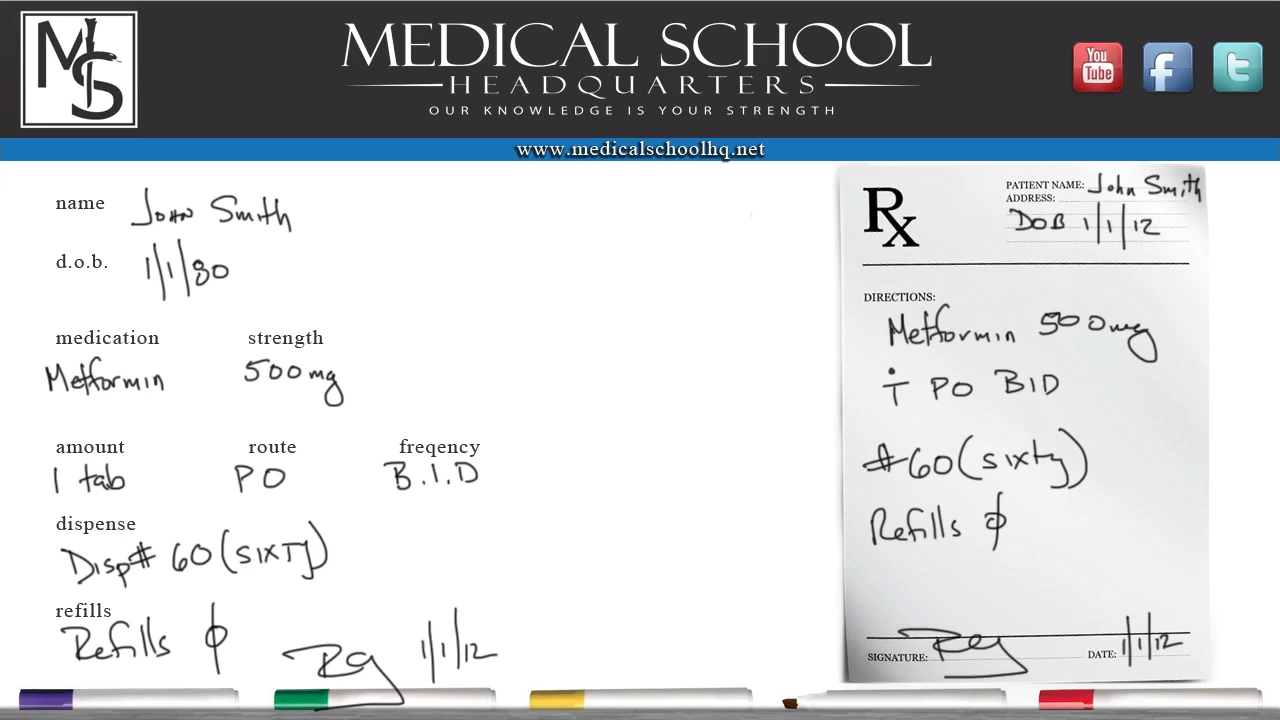 MS
MEDICAL SCHOOL
HEADQUARTERS
OUR KNOWLEDGE IS YOUR STRENGTH
You Tube
f
t
www.medicalschoolhq.net
name John Smith
d.o.b. 1/1/80
medication strength
Metformin 500mg
amount route freqency
1 tab PO B.I.D
dispense
Disp# 60 (sixty)
refills
Refills ϕ
1/1/12
Rx
PATIENT NAME: John Smith
ADDRESS:
DOB 1/1/12
DIRECTIONS:
Metformin 500mg
ṫ PO BID
#60 (sixty)
Refills ϕ
SIGNATURE: DATE: 1/1/12